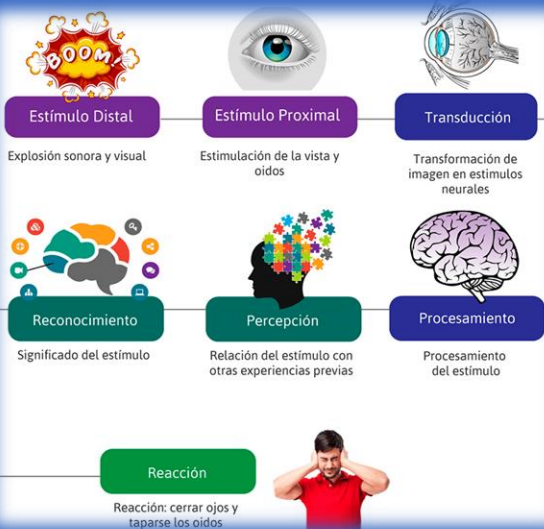 BOOM!
Estímulo Distal
Estímulo Proximal
Transducción
Explosión sonora y visual
Estimulación de la vista y
oidos
Transformación de
imagen en estimulos
neurales
Reconocimiento
Percepción
Procesamiento
Significado del estímulo
Relación del estímulo con
otras experiencias previas
Procesamiento
del estímulo
Reacción
Reacción: cerrar ojos y
taparse los oidos